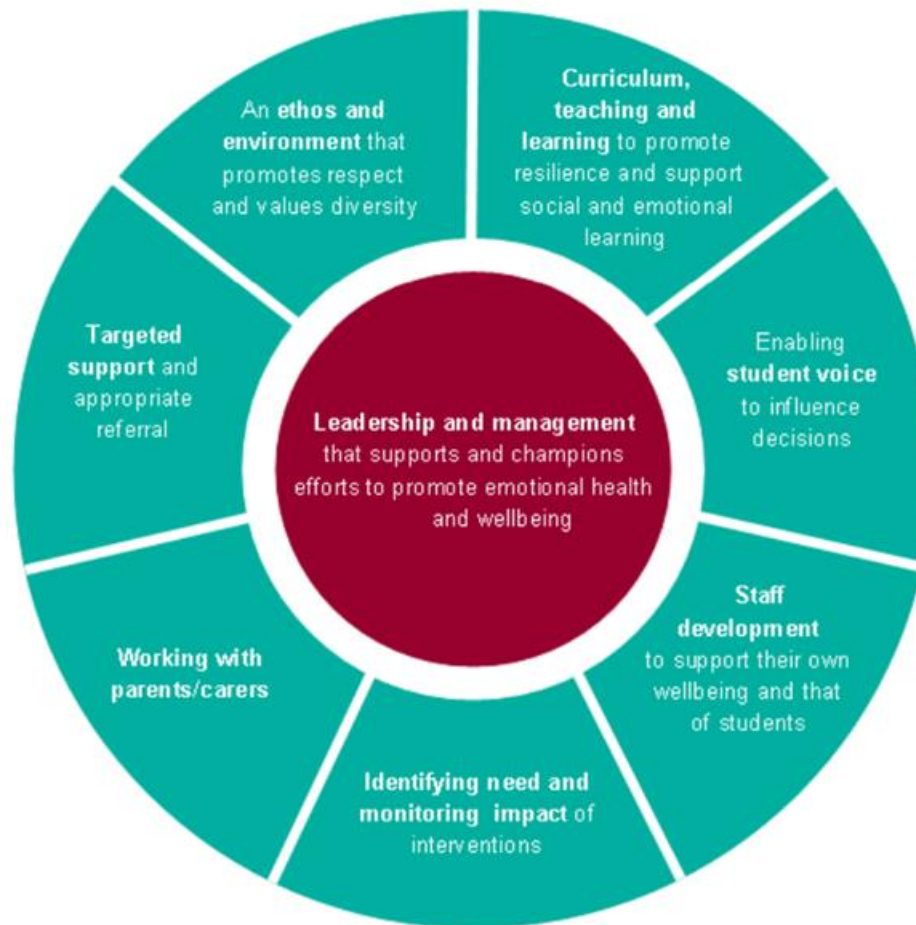 An ethos and
environment that
promotes respect
and values diversity
Curriculum,
teaching and
learning to promote
resilience and support
social and emotional
learning
Enabling
student voice
to influence
decisions
Staff
development
to support their own
wellbeing and that
of students
Identifying need and
monitoring impact of
interventions
Working with
parents/carers
Targeted
support and
appropriate
referral
Leadership and management
that supports and champions
efforts to promote emotional health
and wellbeing